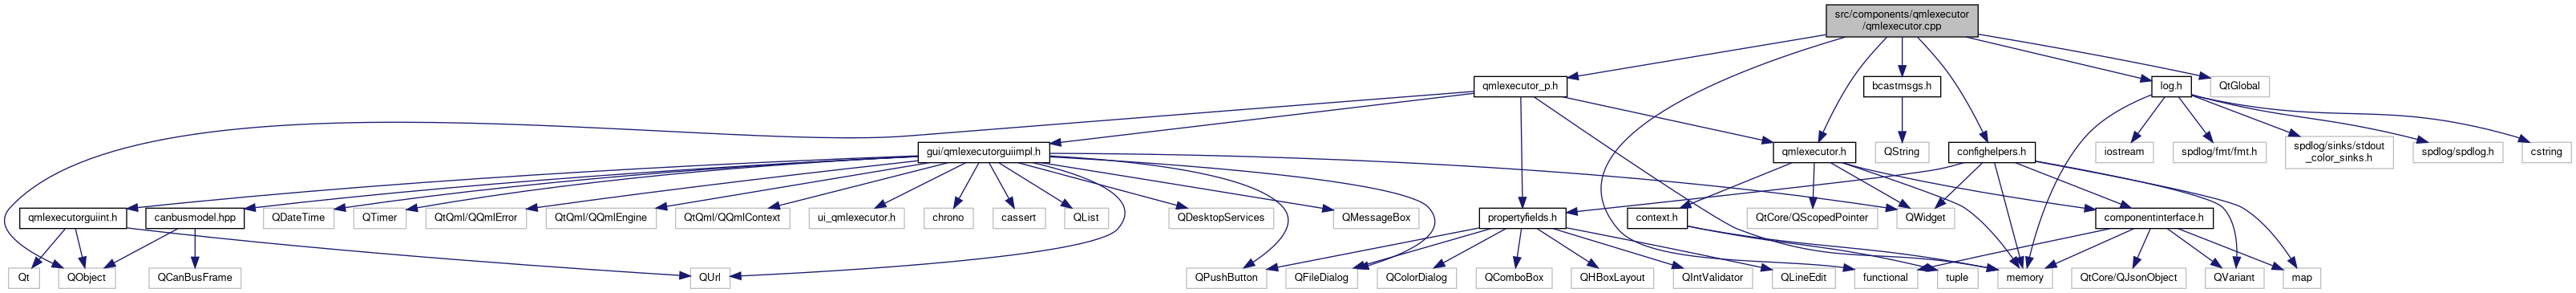 src/components/qmlexecutor
/qmlexecutor.cpp
qmlexecutor_p.h
bcastmsgs.h
log.h
QtGlobal
gui/qmlexecutorguiimpl.h
qmlexecutor.h
QString
confighelpers.h
iostream
spdlog/fmt/fmt.h
spdlog/sinks/stdout
_color_sinks.h
spdlog/spdlog.h
cstring
qmlexecutorguiint.h
canbusmodel.hpp
QDateTime
QTimer
QtQml/QQmlError
QtQml/QQmlEngine
QtQml/QQmlContext
ui_qmlexecutor.h
chrono
cassert
QList
QDesktopServices
QMessageBox
propertyfields.h
context.h
QtCore/QScopedPointer
QWidget
componentinterface.h
Qt
QObject
QCanBusFrame
QUrl
QPushButton
QFileDialog
QColorDialog
QComboBox
QHBoxLayout
QIntValidator
QLineEdit
functional
tuple
memory
QtCore/QJsonObject
QVariant
map